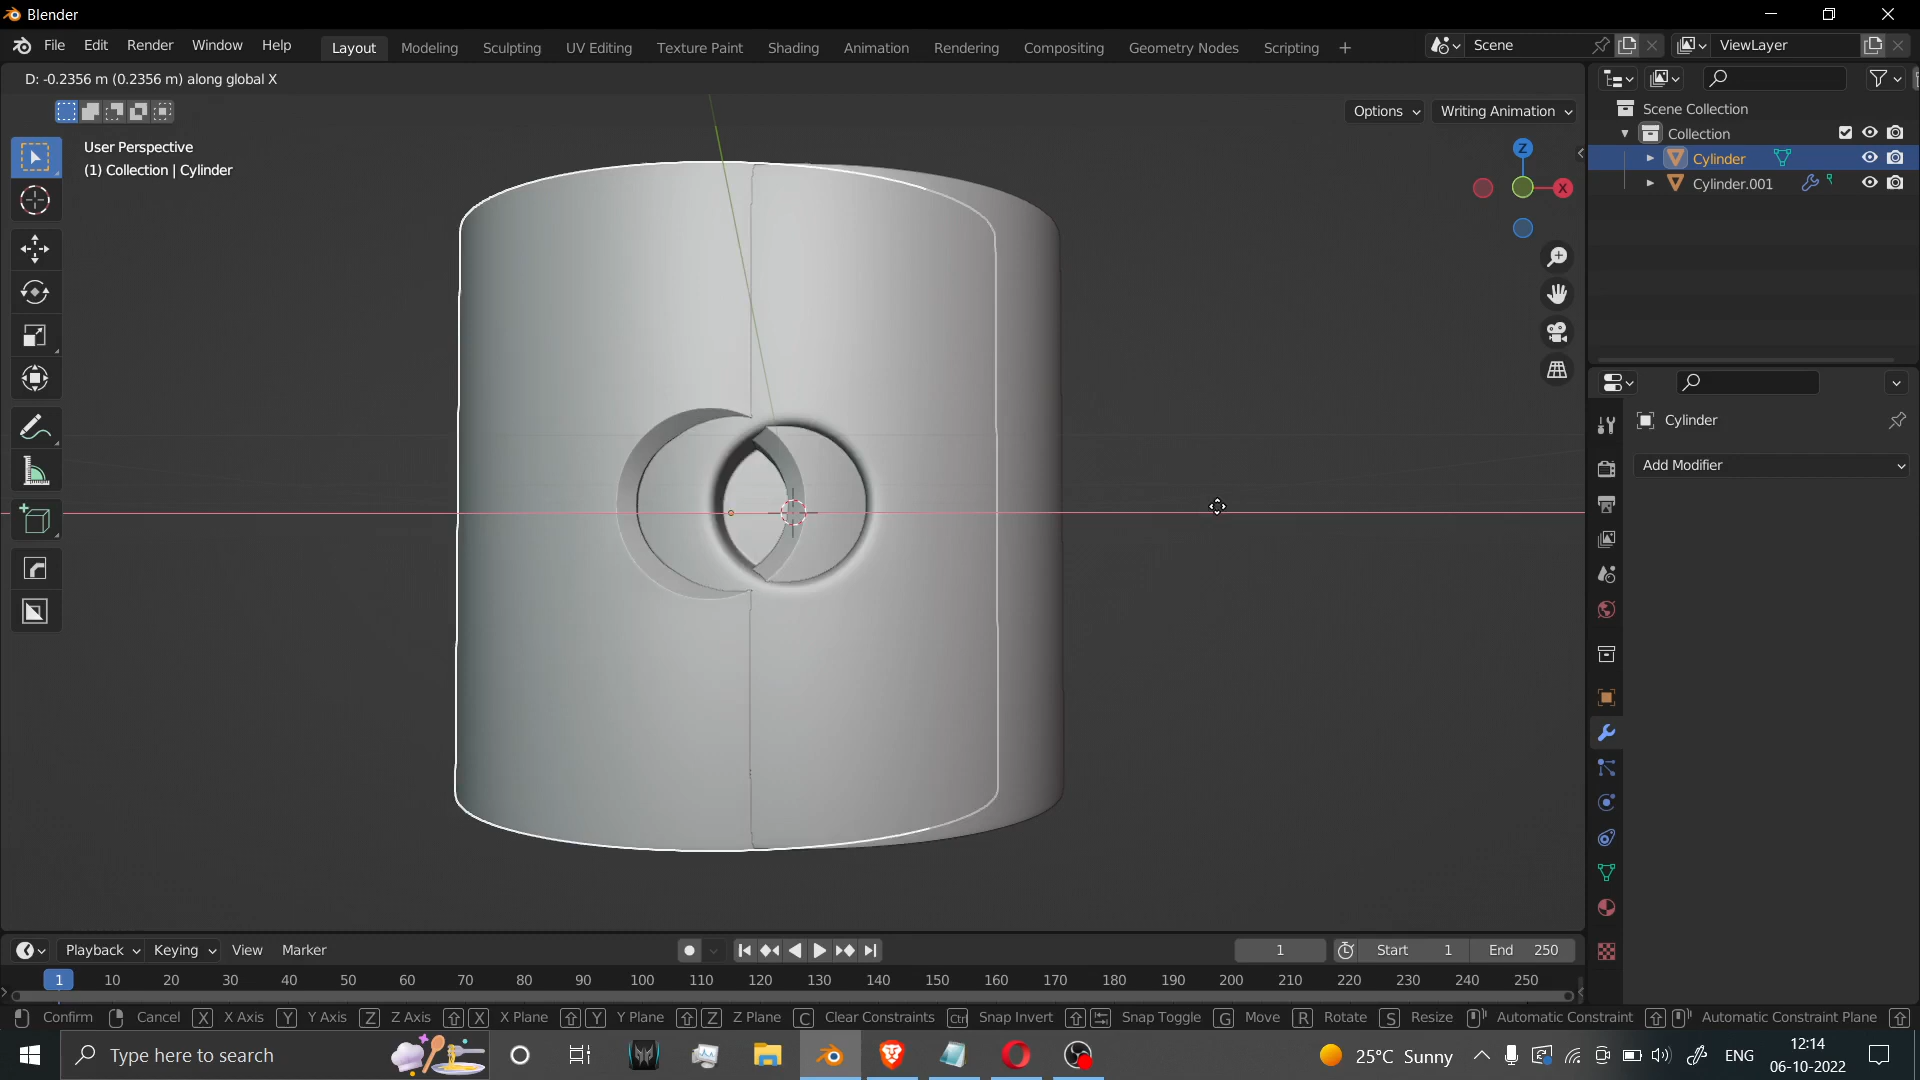 Blender
File Edit Render Window Help Layout Modeling Sculpting UV Editing Texture Paint Shading Animation Rendering Compositing Geometry Nodes Scripting + Scene ViewLayer
D: -0.2356 m (0.2356 m) along global X
Options Writing Animation
User Perspective
(1) Collection | Cylinder
Z
X
Scene Collection
Collection
Cylinder
Cylinder.001
Cylinder
Add Modifier
Playback Keying View Marker 1 Start 1 End 250
1 10 20 30 40 50 60 70 80 90 100 110 120 130 140 150 160 170 180 190 200 210 220 230 240 250
Confirm Cancel X X Axis Y Y Axis Z Z Axis X X Plane Y Y Plane Z Z Plane C Clear Constraints Ctrl Snap Invert Snap Toggle G Move R Rotate S Resize Automatic Constraint Automatic Constraint Plane
Type here to search 25°C Sunny ENG 12:14
06-10-2022